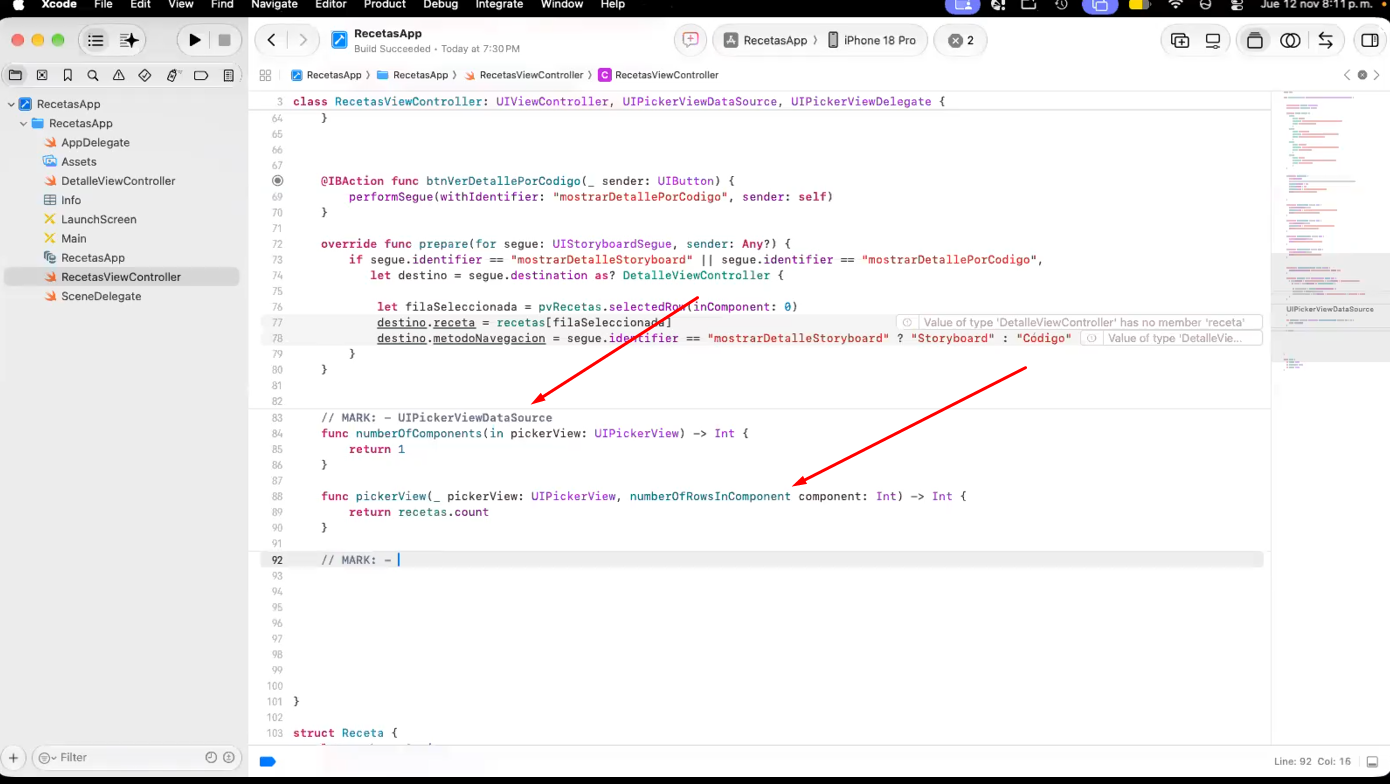 Xcode File Edit View Find Navigate Editor Product Debug Integrate Window Help Jue 12 nov 8:11 p.m.
RecetasApp
Build Succeeded • Today at 7:30 PM
RecetasApp 〉 iPhone 18 Pro
2
RecetasApp 〉 RecetasApp 〉 RecetasViewController 〉 C RecetasViewController
RecetasApp
RecetasApp
AppDelegate
Assets
DetalleViewController
Info
LaunchScreen
Main
RecetasApp
RecetasViewController
SceneDelegate
Filter
3 class RecetasViewController: UIViewController, UIPickerViewDataSource, UIPickerViewDelegate {
64 }
65
66
67
@IBAction func btnVerDetallePorCodigo(_ sender: UIButton) {
69 performSegue(withIdentifier: "mostrarDetallePorCodigo", sender: self)
70 }
71
72 override func prepare(for segue: UIStoryboardSegue, sender: Any?) {
73 if segue.identifier == "mostrarDetalleStoryboard" || segue.identifier == "mostrarDetallePorCodigo",
74 let destino = segue.destination as? DetalleViewController {
75
76 let filaSeleccionada = pvRecetas.selectedRow(inComponent: 0)
77 destino.receta = recetas[filaSeleccionada] Value of type 'DetalleViewController' has no member 'receta'
78 destino.metodoNavegacion = segue.identifier == "mostrarDetalleStoryboard" ? "Storyboard" : "Código" Value of type 'DetalleVie...
79 }
80 }
81
82
83 // MARK: - UIPickerViewDataSource
84 func numberOfComponents(in pickerView: UIPickerView) -> Int {
85 return 1
86 }
87
88 func pickerView(_ pickerView: UIPickerView, numberOfRowsInComponent component: Int) -> Int {
89 return recetas.count
90 }
91
92 // MARK: -
93
94
95
96
97
98
99
100
101 }
102
103 struct Receta {
UIPickerViewDataSource
Line: 92 Col: 16